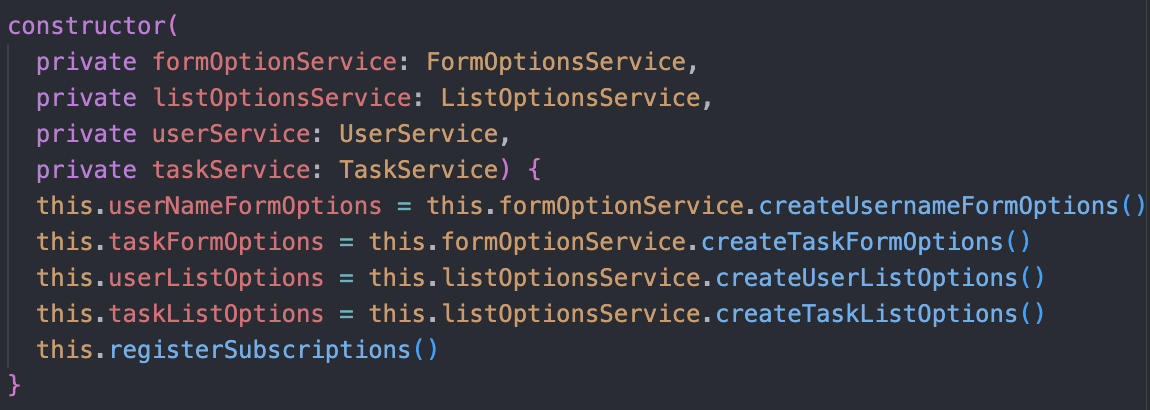 constructor(
private formOptionService: FormOptionsService,
private listOptionsService: ListOptionsService,
private userService: UserService,
private taskService: TaskService) {
this.userNameFormOptions = this.formOptionService.createUsernameFormOptions()
this.taskFormOptions = this.formOptionService.createTaskFormOptions()
this.userListOptions = this.listOptionsService.createUserListOptions()
this.taskListOptions = this.listOptionsService.createTaskListOptions()
this.registerSubscriptions()
}